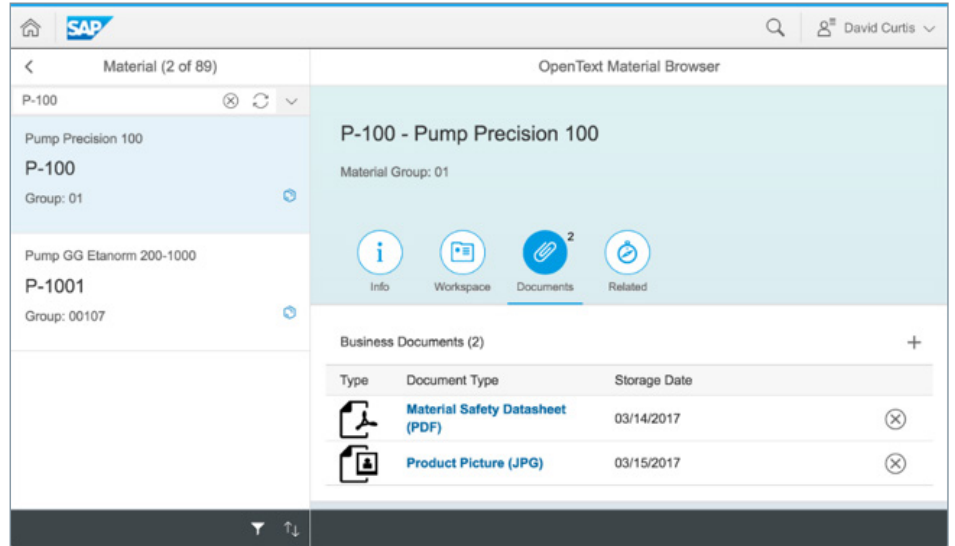 SAP
David Curtis
Material (2 of 89)
OpenText Material Browser
P-100
Pump Precision 100
P-100
Group: 01
Pump GG Etanorm 200-1000
P-1001
Group: 00107
P-100 - Pump Precision 100
Material Group: 01
2
Info
Workspace
Documents
Related
Business Documents (2)
Type Document Type Storage Date
Material Safety Datasheet
(PDF)
03/14/2017
Product Picture (JPG) 03/15/2017